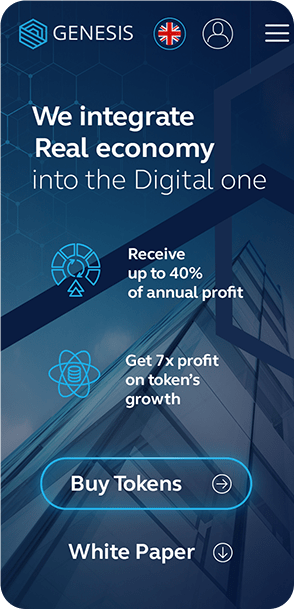 GENESIS
We integrate
Real economy
into the Digital one
Receive
up to 40%
of annual profit
Get 7x profit
on token's
growth
Buy Tokens
White Paper